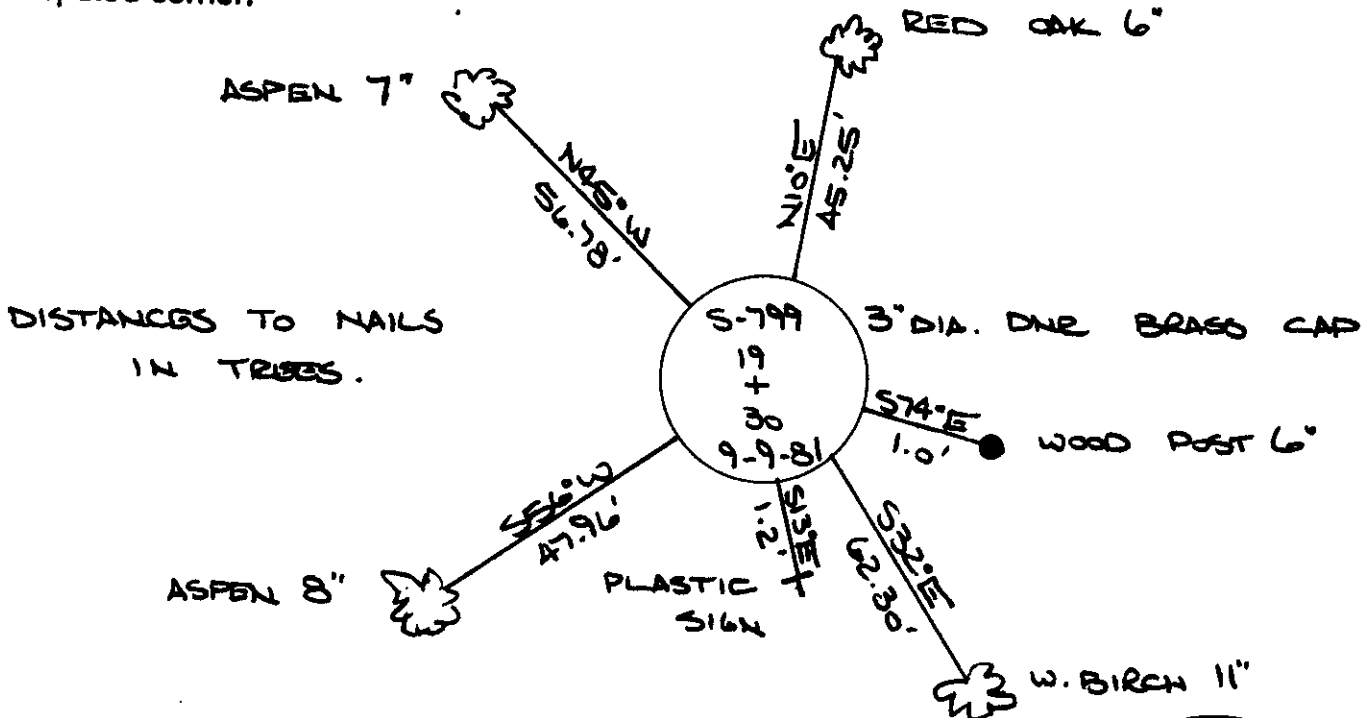 RED OAK 6"
ASPEN 7"
N10°E
45.25'
N45°W
56.78'
DISTANCES TO NAILS
IN TREES.
S-799
19
+
30
9-9-81
3" DIA. DNR BRASS CAP
S74°E
1.0'
WOOD POST 6"
S56°W
47.96'
S13°E
1.2'
S32°E
62.30'
ASPEN 8"
PLASTIC
SIGN
W. BIRCH 11"